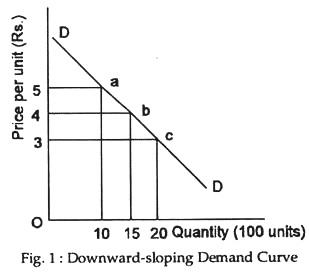 Price per unit (Rs.)
D
a
5
b
4
c
3
D
O
10 15 20 Quantity (100 units)
Fig. 1 : Downward-sloping Demand Curve